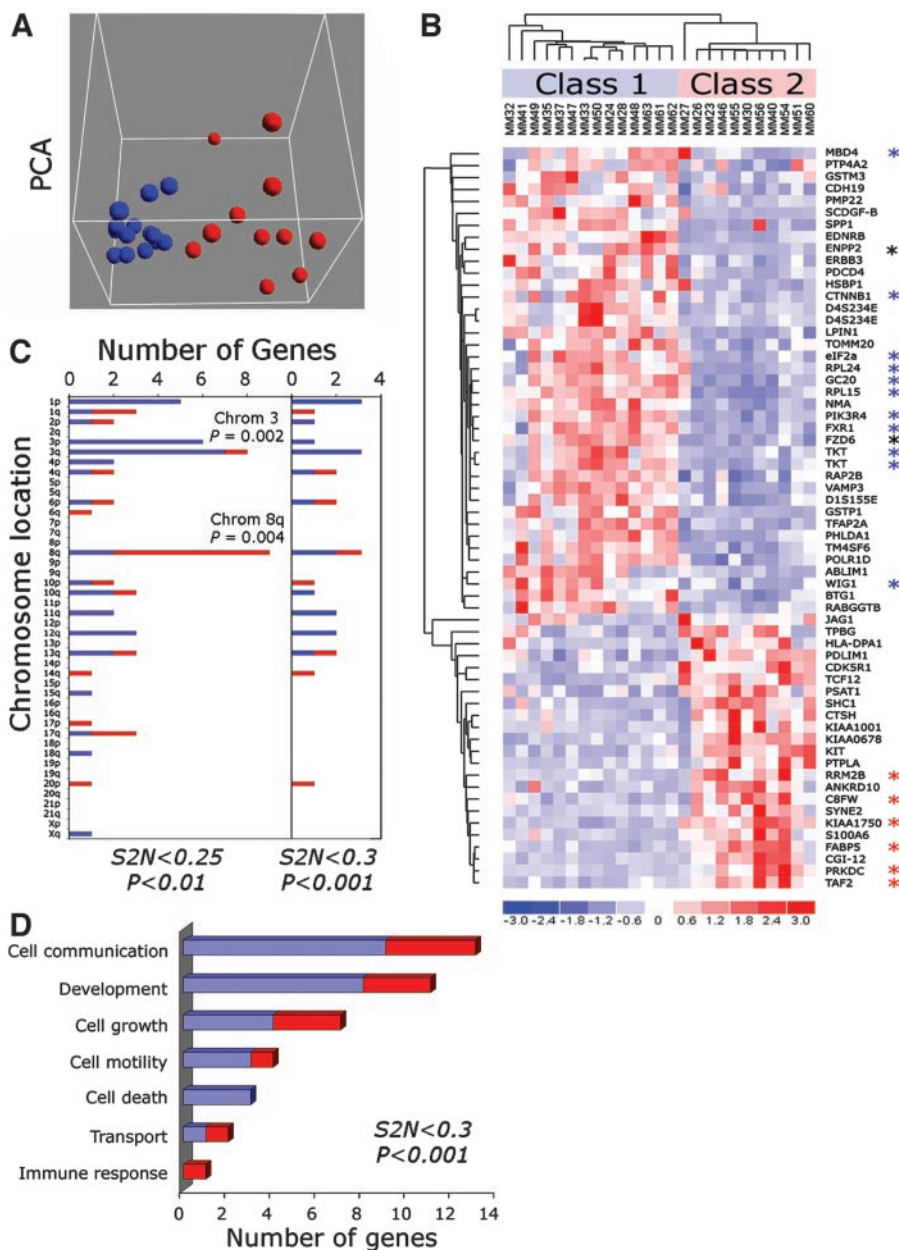 A
PCA
B
Class 1 Class 2
MM32 MM41 MM49 MM35 MM37 MM47 MM33 MM50 MM24 MM28 MM48 MM63 MM61 MM62 MM27 MM26 MM23 MM46 MM55 MM30 MM56 MM40 MM54 MM51 MM60
MBD4 *
PTP4A2
GSTM3
CDH19
PMP22
SCDGF-B
SPP1
EDNRB
ENPP2 *
ERBB3
PDCD4
HSBP1
CTNNB1 *
D4S234E
D4S234E
LPIN1
TOMM20
eIF2a *
RPL24 *
GC20 *
RPL15 *
NMA
PIK3R4 *
FXR1 *
FZD6 *
TKT *
TKT *
RAP2B
VAMP3
D1S155E
GSTP1
TFAP2A
PHLDA1
TM4SF6
POLR1D
ABLIM1
WIG1 *
BTG1
RABGGTB
JAG1
TPBG
HLA-DPA1
PDLIM1
CDK5R1
TCF12
PSAT1
SHC1
CTSH
KIAA1001
KIAA0678
KIT
PTPLA
RRM2B *
ANKRD10
C8FW *
SYNE2
KIAA1750 *
S100A6
FABP5 *
CGI-12
PRKDC *
TAF2 *
-3.0 -2.4 -1.8 -1.2 -0.6 0 0.6 1.2 1.8 2.4 3.0
C
Number of Genes
0 2 4 6 8 10 0 2 4
Chromosome location
1p
1q
2p
2q
3p
3q
4p
4q
5p
5q
6p
6q
7p
7q
8p
8q
9p
9q
10p
10q
11p
11q
12p
12q
13p
13q
14p
14q
15p
15q
16p
16q
17p
17q
18p
18q
19p
19q
20p
20q
21p
21q
Xp
Xq
Chrom 3
P = 0.002
Chrom 8q
P = 0.004
S2N<0.25 S2N<0.3
P<0.01 P<0.001
D
Cell communication
Development
Cell growth
Cell motility
Cell death
Transport
Immune response
S2N<0.3
P<0.001
0 2 4 6 8 10 12 14
Number of genes